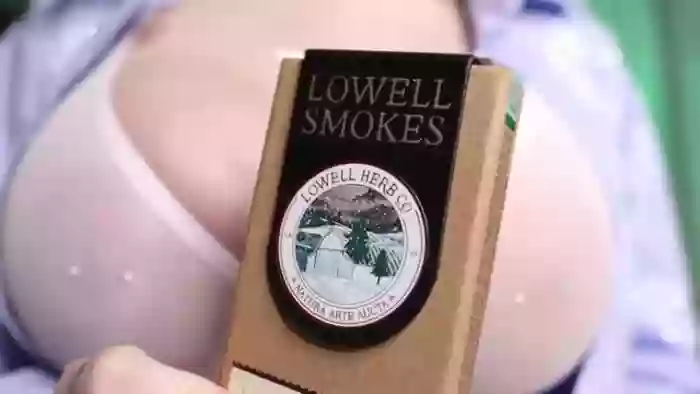 LOWELL
SMOKES
LOWELL HERB CO
NATURA ARTE AUCTA